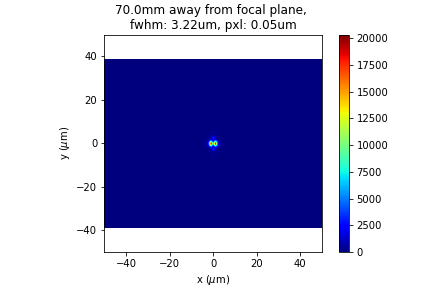 70.0mm away from focal plane,
fwhm: 3.22um, pxl: 0.05um
40
20
0
−20
−40
y (μm)
−40 −20 0 20 40
x (μm)
20000
17500
15000
12500
10000
7500
5000
2500
0